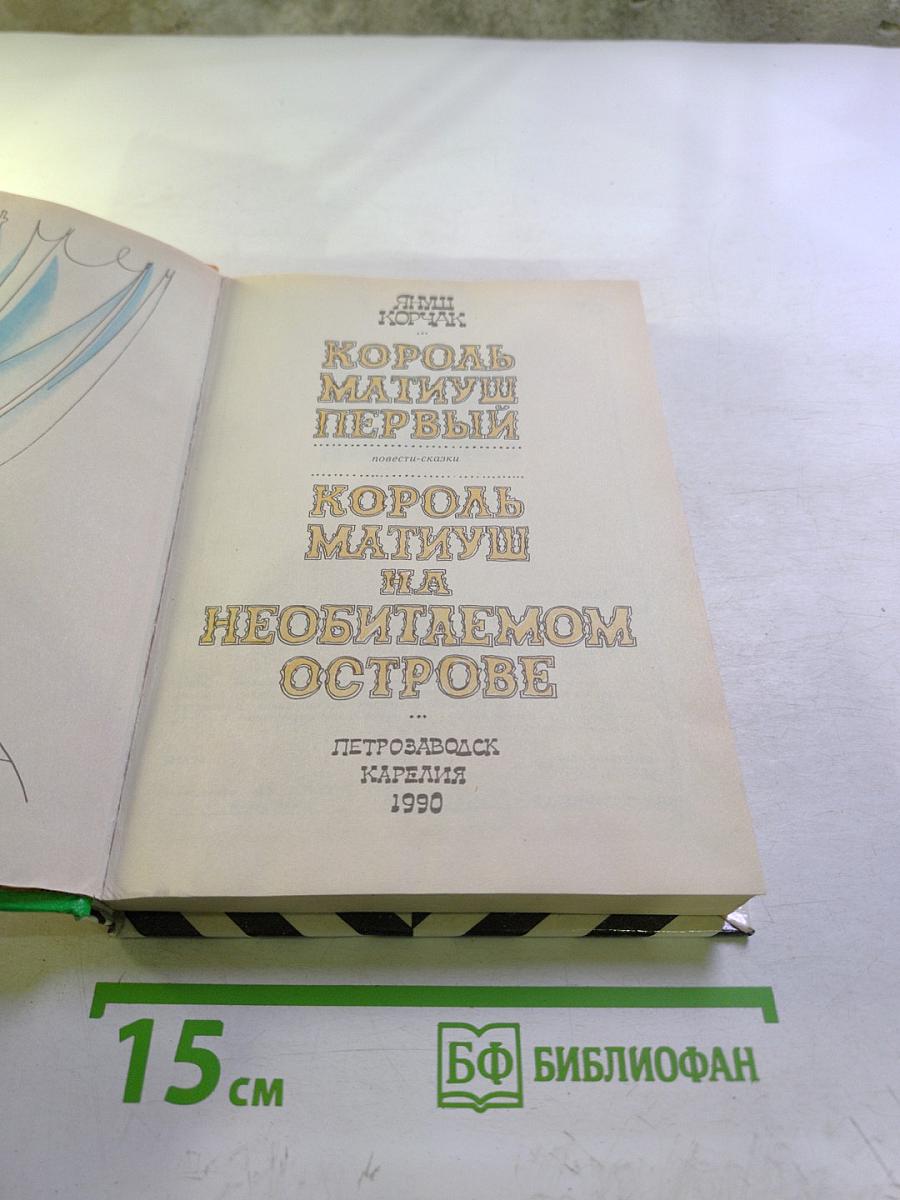 ЯНУШ
КОРЧАК
КОРОЛЬ
МАТИУШ
ПЕРВЫЙ
повести-сказки
КОРОЛЬ
МАТИУШ
НА
НЕОБИТАЕМОМ
ОСТРОВЕ
ПЕТРОЗАВОДСК
КАРЕЛИЯ
1990
15 см
БФ БИБЛИОФАН